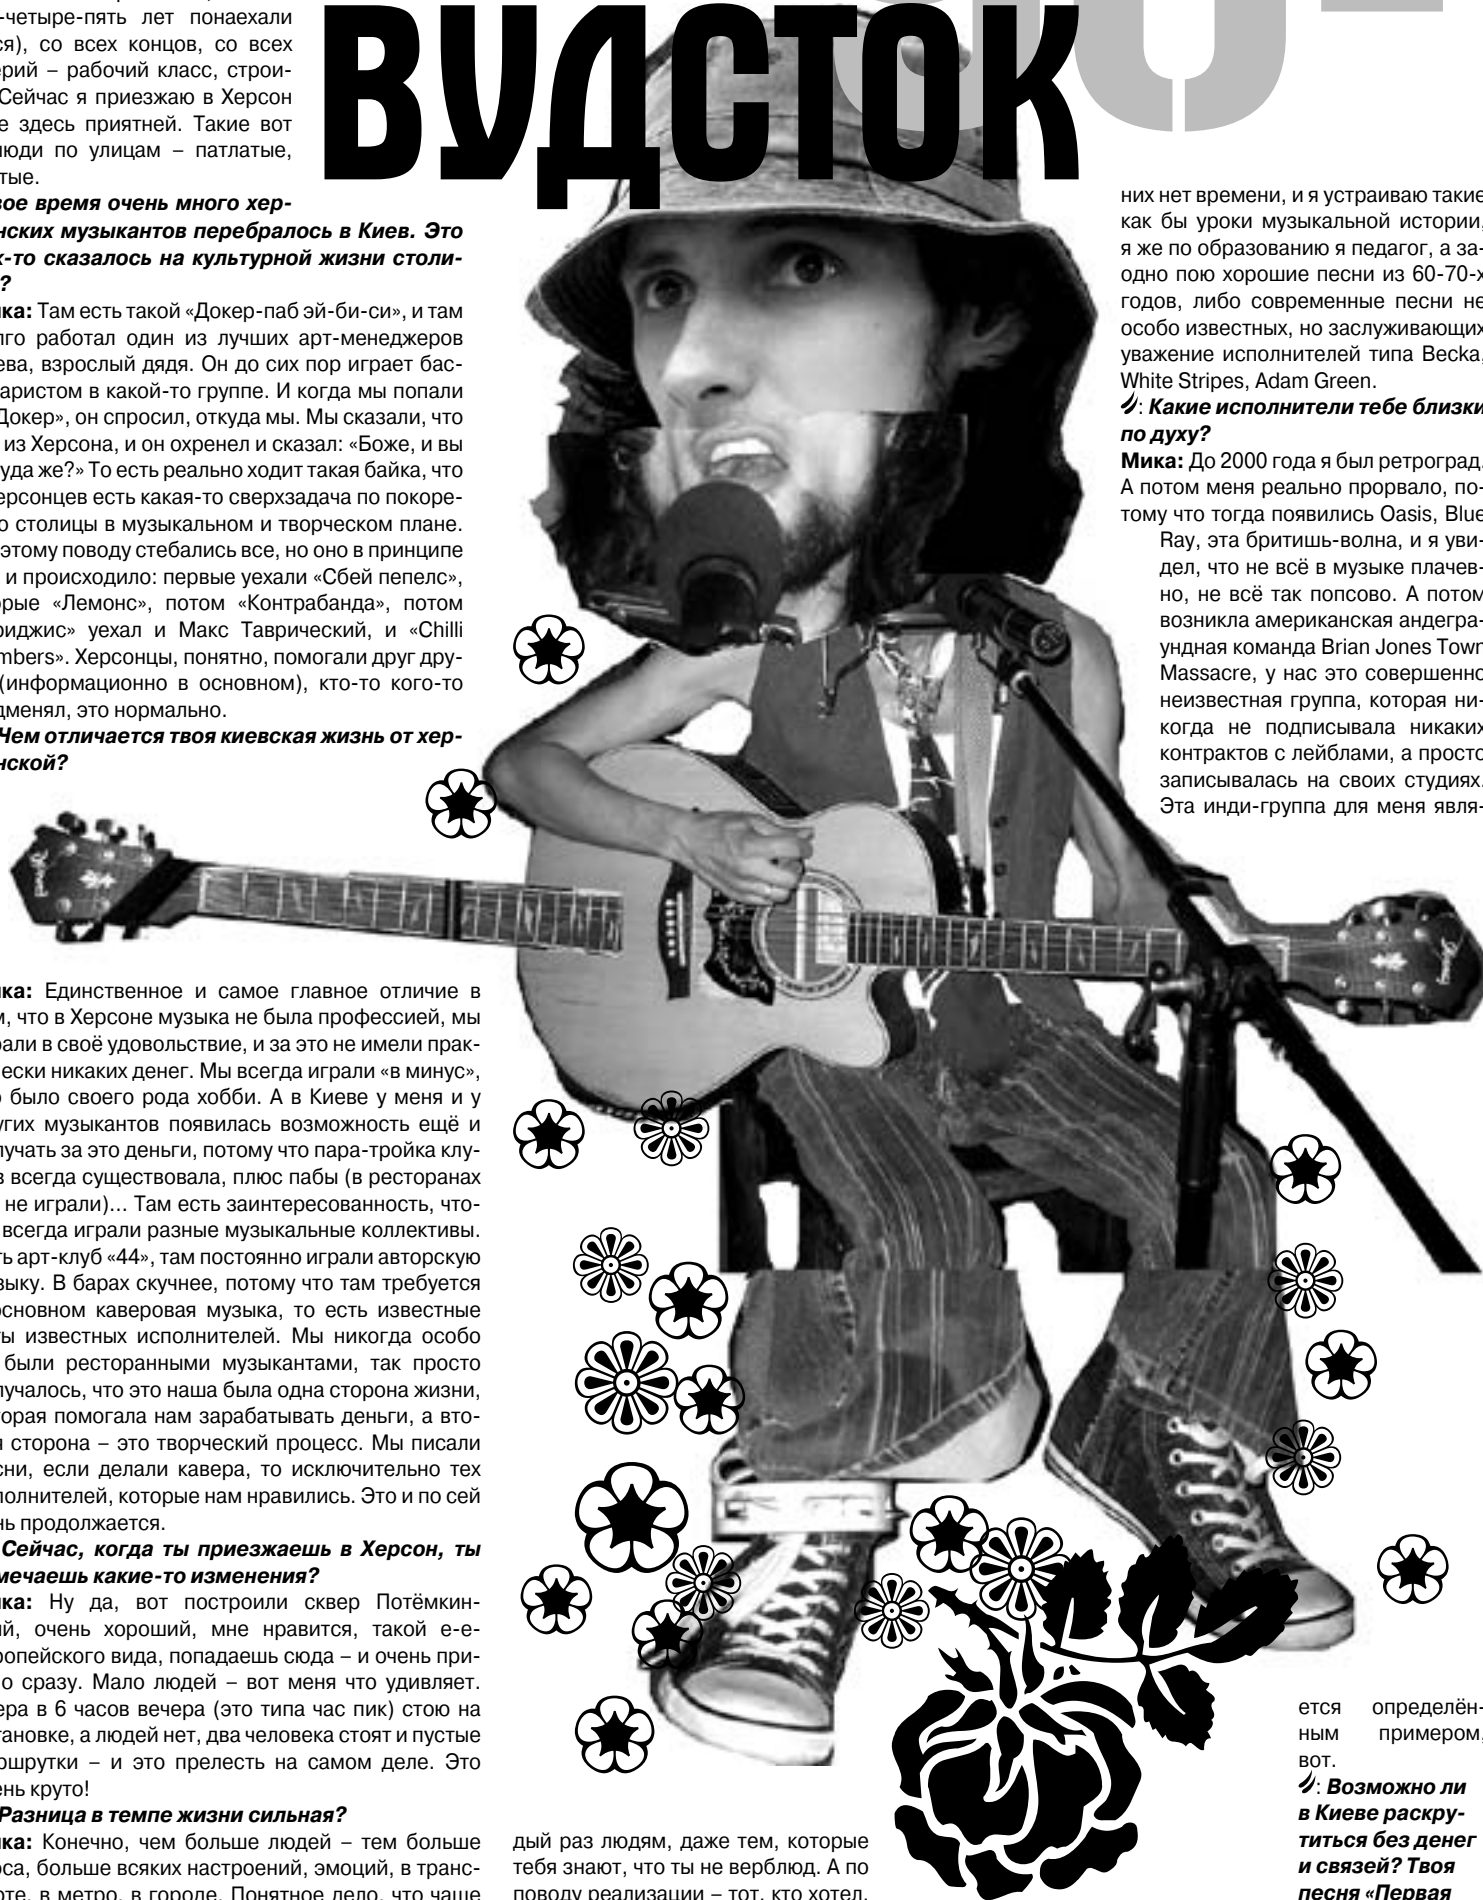 ВУДСТОК
-четыре-пять лет понаехали
ся), со всех концов, со всех
ерий – рабочий класс, строи-
Сейчас я приезжаю в Херсон
е здесь приятней. Такие вот
люди по улицам – патлатые,
тые.
вое время очень много хер-
нских музыкантов перебралось в Киев. Это
к-то сказалось на культурной жизни столи-
?
ка: Там есть такой «Докер-паб эй-би-си», и там
лго работал один из лучших арт-менеджеров
ева, взрослый дядя. Он до сих пор играет бас-
аристом в какой-то группе. И когда мы попали
Докер», он спросил, откуда мы. Мы сказали, что
из Херсона, и он охренел и сказал: «Боже, и вы
уда же?» То есть реально ходит такая байка, что
ерсонцев есть какая-то сверхзадача по покоре-
ю столицы в музыкальном и творческом плане.
этому поводу стебались все, но оно в принципе
и происходило: первые уехали «Сбей пепелс»,
орые «Лемонс», потом «Контрабанда», потом
риджис» уехал и Макс Таврический, и «Chilli
mbers». Херсонцы, понятно, помогали друг дру-
(информационно в основном), кто-то кого-то
дменял, это нормально.
Чем отличается твоя киевская жизнь от хер-
нской?
ка: Единственное и самое главное отличие в
м, что в Херсоне музыка не была профессией, мы
рали в своё удовольствие, и за это не имели прак-
чески никаких денег. Мы всегда играли «в минус»,
о было своего рода хобби. А в Киеве у меня и у
угих музыкантов появилась возможность ещё и
лучать за это деньги, потому что пара-тройка клу-
в всегда существовала, плюс пабы (в ресторанах
не играли)... Там есть заинтересованность, что-
всегда играли разные музыкальные коллективы.
ть арт-клуб «44», там постоянно играли авторскую
зыку. В барах скучнее, потому что там требуется
основном каверовая музыка, то есть известные
ты известных исполнителей. Мы никогда особо
были ресторанными музыкантами, так просто
лучалось, что это наша была одна сторона жизни,
торая помогала нам зарабатывать деньги, а вто-
я сторона – это творческий процесс. Мы писали
сни, если делали кавера, то исключительно тех
полнителей, которые нам нравились. Это и по сей
нь продолжается.
Сейчас, когда ты приезжаешь в Херсон, ты
мечаешь какие-то изменения?
ка: Ну да, вот построили сквер Потёмкин-
ий, очень хороший, мне нравится, такой е-е-
ропейского вида, попадаешь сюда – и очень при-
о сразу. Мало людей – вот меня что удивляет.
ера в 6 часов вечера (это типа час пик) стою на
тановке, а людей нет, два человека стоят и пустые
ршрутки – и это прелесть на самом деле. Это
ень круто!
Разница в темпе жизни сильная?
ка: Конечно, чем больше людей – тем больше
оса, больше всяких настроений, эмоций, в транс-
рте, в метро, в городе. Понятное дело, что чаще
дый раз людям, даже тем, которые
тебя знают, что ты не верблюд. А по
поводу реализации – тот, кто хотел,
них нет времени, и я устраиваю такие
как бы уроки музыкальной истории,
я же по образованию я педагог, а за-
одно пою хорошие песни из 60-70-х
годов, либо современные песни не
особо известных, но заслуживающих
уважение исполнителей типа Becka,
White Stripes, Adam Green.
: Какие исполнители тебе близки
по духу?
Мика: До 2000 года я был ретроград.
А потом меня реально прорвало, по-
тому что тогда появились Oasis, Blue
Ray, эта бритишь-волна, и я уви-
дел, что не всё в музыке плачев-
но, не всё так попсово. А потом
возникла американская андегра-
ундная команда Brian Jones Town
Massacre, у нас это совершенно
неизвестная группа, которая ни-
когда не подписывала никаких
контрактов с лейблами, а просто
записывалась на своих студиях.
Эта инди-группа для меня явля-
ется определён-
ным примером,
вот.
: Возможно ли
в Киеве раскру-
титься без денег
и связей? Твоя
песня «Первая